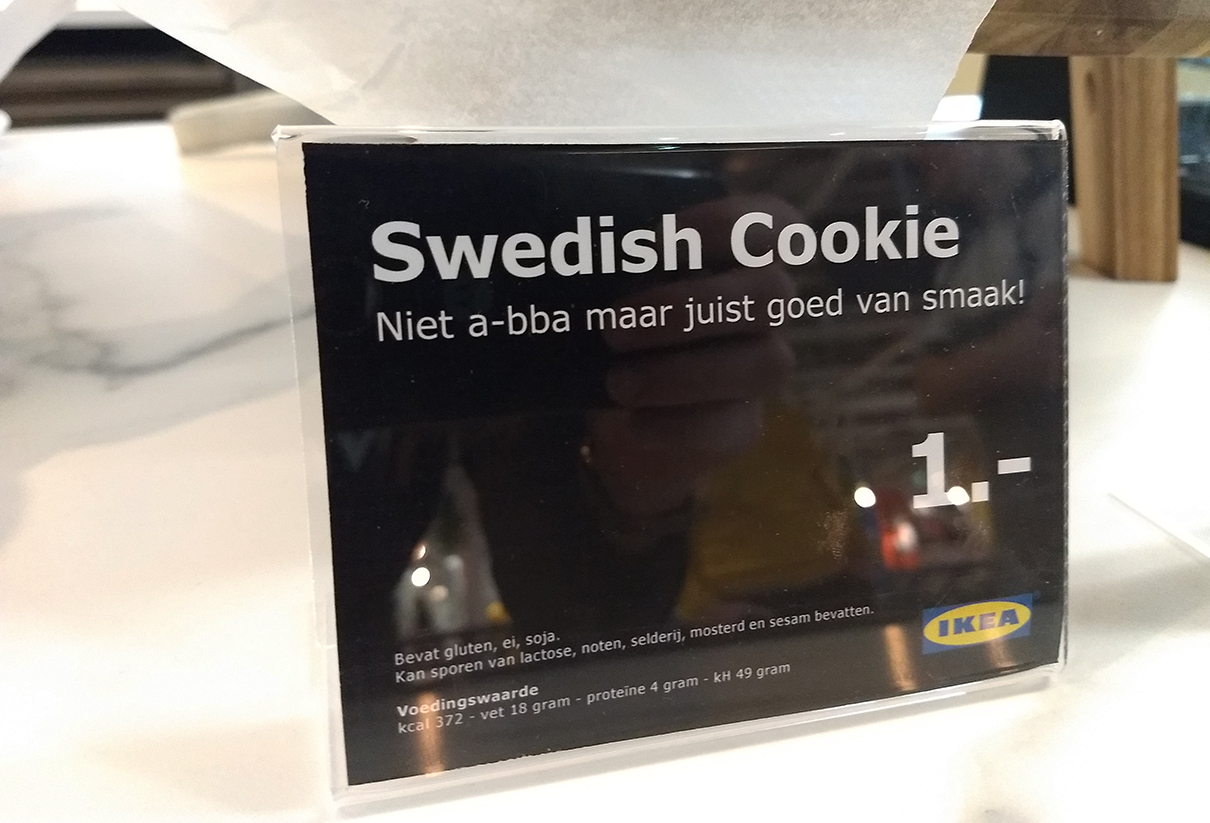 Swedish Cookie
Niet a-bba maar juist goed van smaak!
1.-
Bevat gluten, ei, soja.
Kan sporen van lactose, noten, selderij, mosterd en sesam bevatten.
IKEA
Voedingswaarde
kcal 372 - vet 18 gram - proteïne 4 gram - kH 49 gram